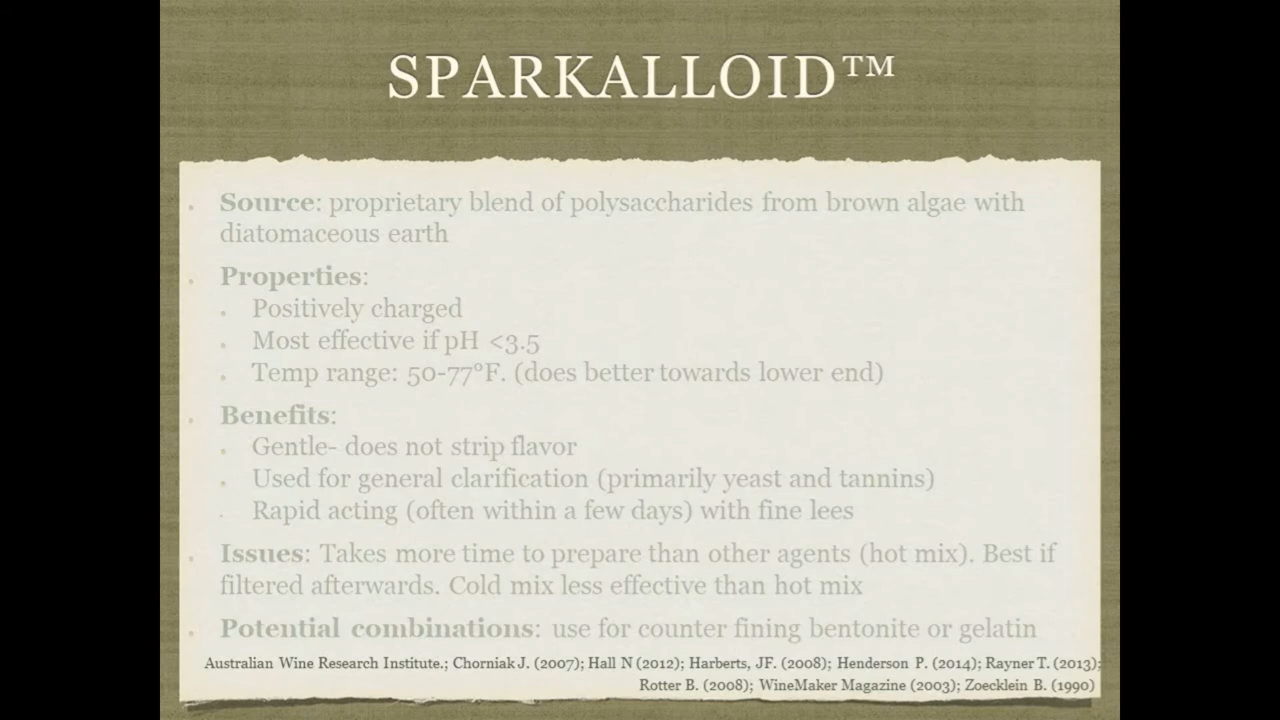 SPARKALLOID™
Source: proprietary blend of polysaccharides from brown algae with
diatomaceous earth
Properties:
Positively charged
Most effective if pH <3.5
Temp range: 50-77°F. (does better towards lower end)
Benefits:
Gentle- does not strip flavor
Used for general clarification (primarily yeast and tannins)
Rapid acting (often within a few days) with fine lees
Issues: Takes more time to prepare than other agents (hot mix). Best if
filtered afterwards. Cold mix less effective than hot mix
Potential combinations: use for counter fining bentonite or gelatin
Australian Wine Research Institute.; Chorniak J. (2007); Hall N (2012); Harberts, JF. (2008); Henderson P. (2014); Rayner T. (2013);
Rotter B. (2008); WineMaker Magazine (2003); Zoecklein B. (1990)